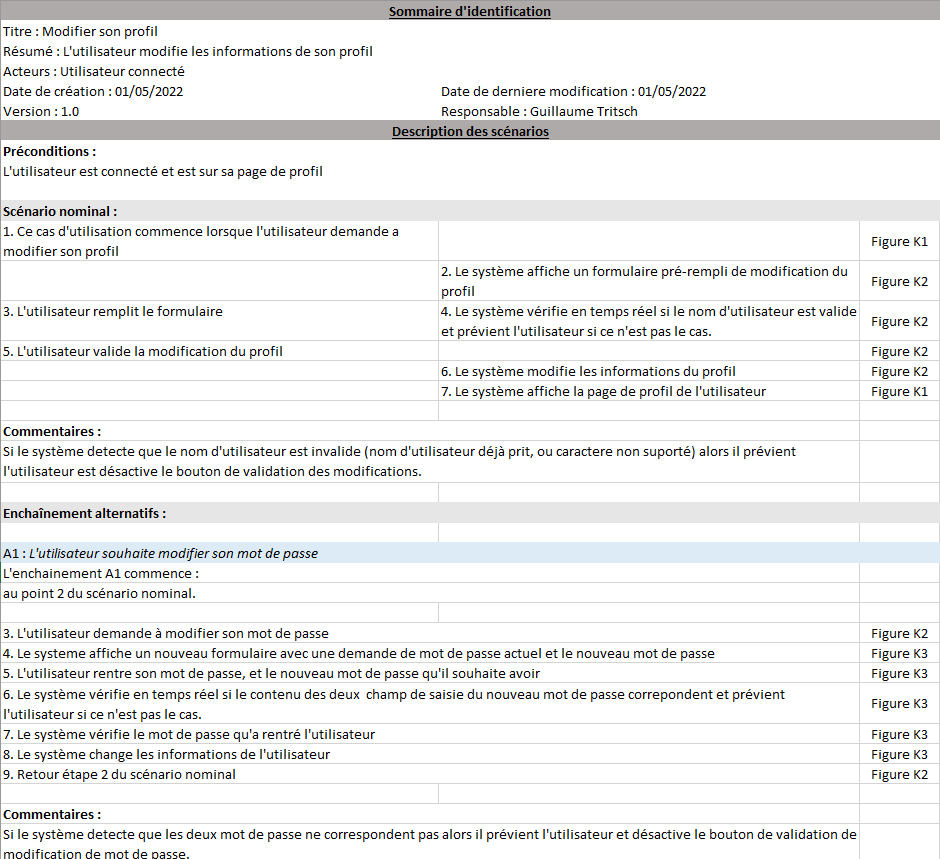 Sommaire d'identification
Titre : Modifier son profil
Résumé : L'utilisateur modifie les informations de son profil
Acteurs : Utilisateur connecté
Date de création : 01/05/2022 Date de derniere modification : 01/05/2022
Version : 1.0 Responsable : Guillaume Tritsch
Description des scénarios
Préconditions :
L'utilisateur est connecté et est sur sa page de profil
Scénario nominal :
1. Ce cas d'utilisation commence lorsque l'utilisateur demande a
modifier son profil
Figure K1
2. Le système affiche un formulaire pré-rempli de modification du
profil
Figure K2
3. L'utilisateur remplit le formulaire
4. Le système vérifie en temps réel si le nom d'utilisateur est valide
et prévient l'utilisateur si ce n'est pas le cas.
Figure K2
5. L'utilisateur valide la modification du profil Figure K2
6. Le système modifie les informations du profil Figure K2
7. Le système affiche la page de profil de l'utilisateur Figure K1
Commentaires :
Si le système detecte que le nom d'utilisateur est invalide (nom d'utilisateur déjà prit, ou caractere non suporté) alors il prévient
l'utilisateur est désactive le bouton de validation des modifications.
Enchaînement alternatifs :
A1 : L'utilisateur souhaite modifier son mot de passe
L'enchainement A1 commence :
au point 2 du scénario nominal.
3. L'utilisateur demande à modifier son mot de passe Figure K2
4. Le systeme affiche un nouveau formulaire avec une demande de mot de passe actuel et le nouveau mot de passe Figure K3
5. L'utilisateur rentre son mot de passe, et le nouveau mot de passe qu'il souhaite avoir Figure K3
6. Le système vérifie en temps réel si le contenu des deux champ de saisie du nouveau mot de passe correpondent et prévient
l'utilisateur si ce n'est pas le cas.
Figure K3
7. Le système vérifie le mot de passe qu'a rentré l'utilisateur Figure K3
8. Le système change les informations de l'utilisateur Figure K3
9. Retour étape 2 du scénario nominal Figure K2
Commentaires :
Si le système detecte que les deux mot de passe ne correspondent pas alors il prévient l'utilisateur et désactive le bouton de validation de
modification de mot de passe.